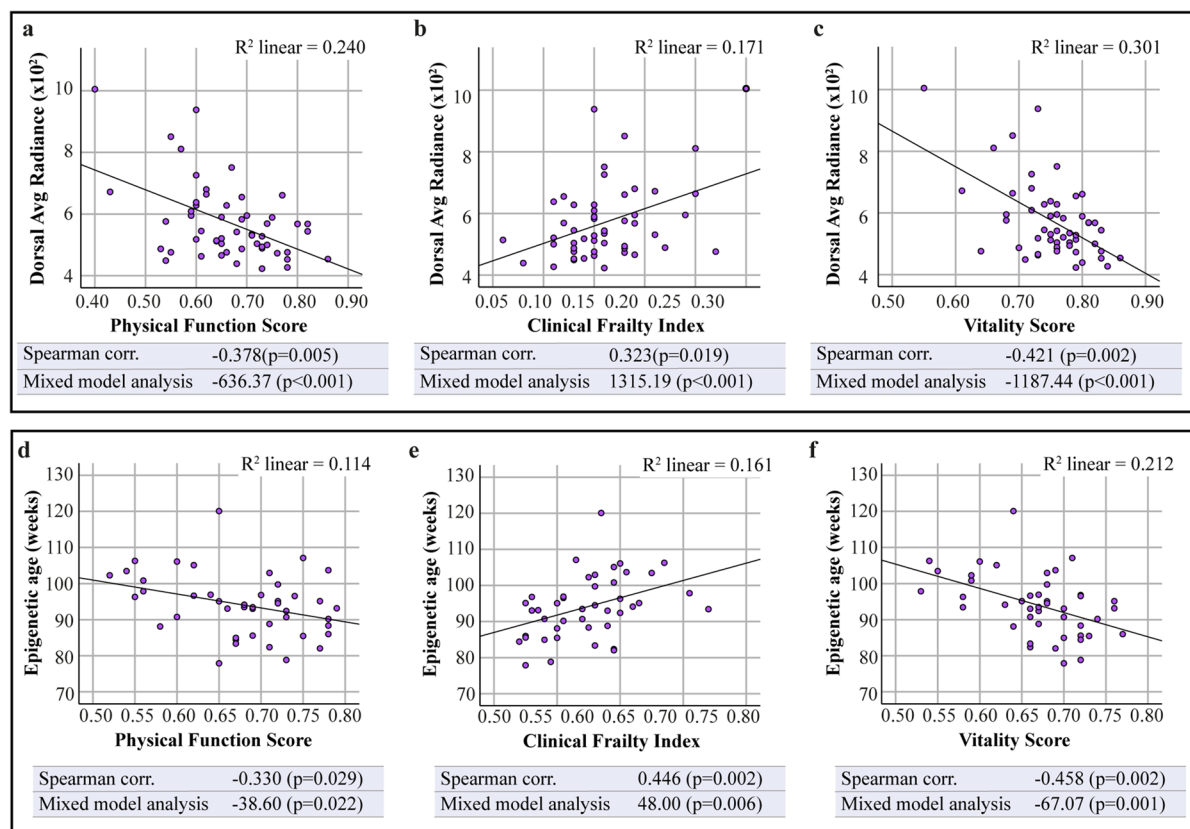 a
R² linear = 0.240
Dorsal Avg Radiance (x10²)
10
8
6
4
0.40 0.50 0.60 0.70 0.80 0.90
Physical Function Score
Spearman corr. -0.378(p=0.005)
Mixed model analysis -636.37 (p<0.001)
b
R² linear = 0.171
Dorsal Avg Radiance (x10²)
10
8
6
4
0.05 0.10 0.15 0.20 0.30
Clinical Frailty Index
Spearman corr. 0.323(p=0.019)
Mixed model analysis 1315.19 (p<0.001)
c
R² linear = 0.301
Dorsal Avg Radiance (x10²)
10
8
6
4
0.50 0.60 0.70 0.80 0.90
Vitality Score
Spearman corr. -0.421 (p=0.002)
Mixed model analysis -1187.44 (p<0.001)
d
R² linear = 0.114
Epigenetic age (weeks)
130
120
110
100
90
80
70
0.50 0.55 0.60 0.65 0.70 0.75 0.80
Physical Function Score
Spearman corr. -0.330 (p=0.029)
Mixed model analysis -38.60 (p=0.022)
e
R² linear = 0.161
Epigenetic age (weeks)
130
120
110
100
90
80
70
0.50 0.55 0.60 0.65 0.70 0.80
Clinical Frailty Index
Spearman corr. 0.446 (p=0.002)
Mixed model analysis 48.00 (p=0.006)
f
R² linear = 0.212
Epigenetic age (weeks)
130
120
110
100
90
80
70
0.50 0.55 0.60 0.65 0.70 0.75 0.80
Vitality Score
Spearman corr. -0.458 (p=0.002)
Mixed model analysis -67.07 (p=0.001)